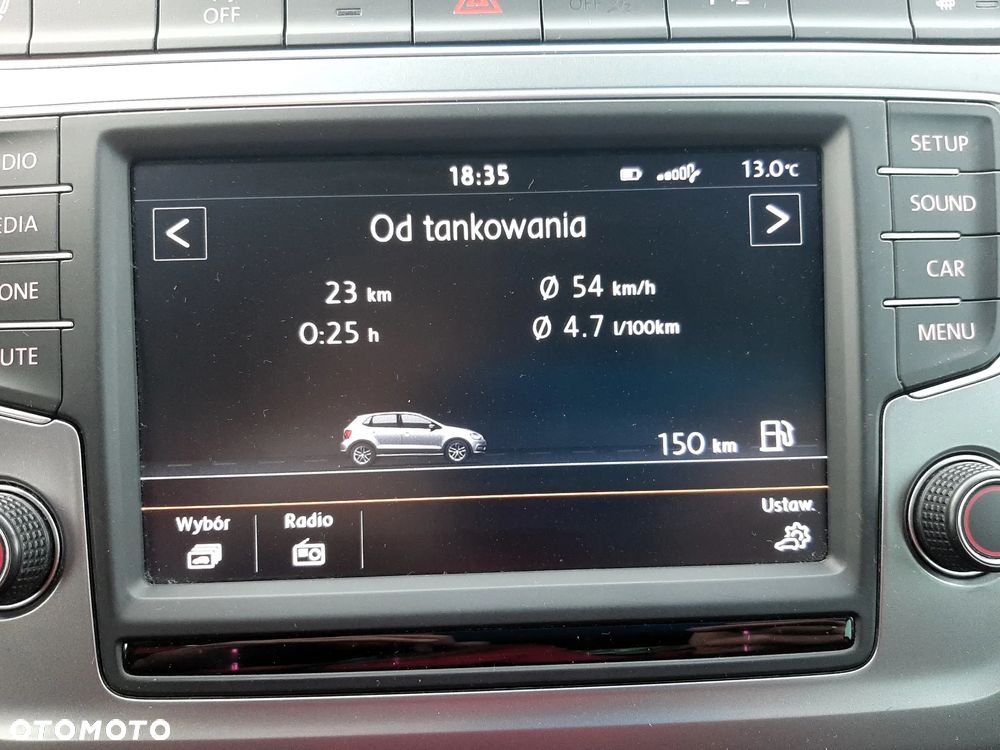 OFF
18:35
13.0°C
< Od tankowania >
23 km
Ø 54 km/h
0:25 h
Ø 4.7 l/100km
150 km
Wybór
Radio
Ustaw.
DIO
EDIA
ONE
UTE
SETUP
SOUND
CAR
MENU
OTOMOTO